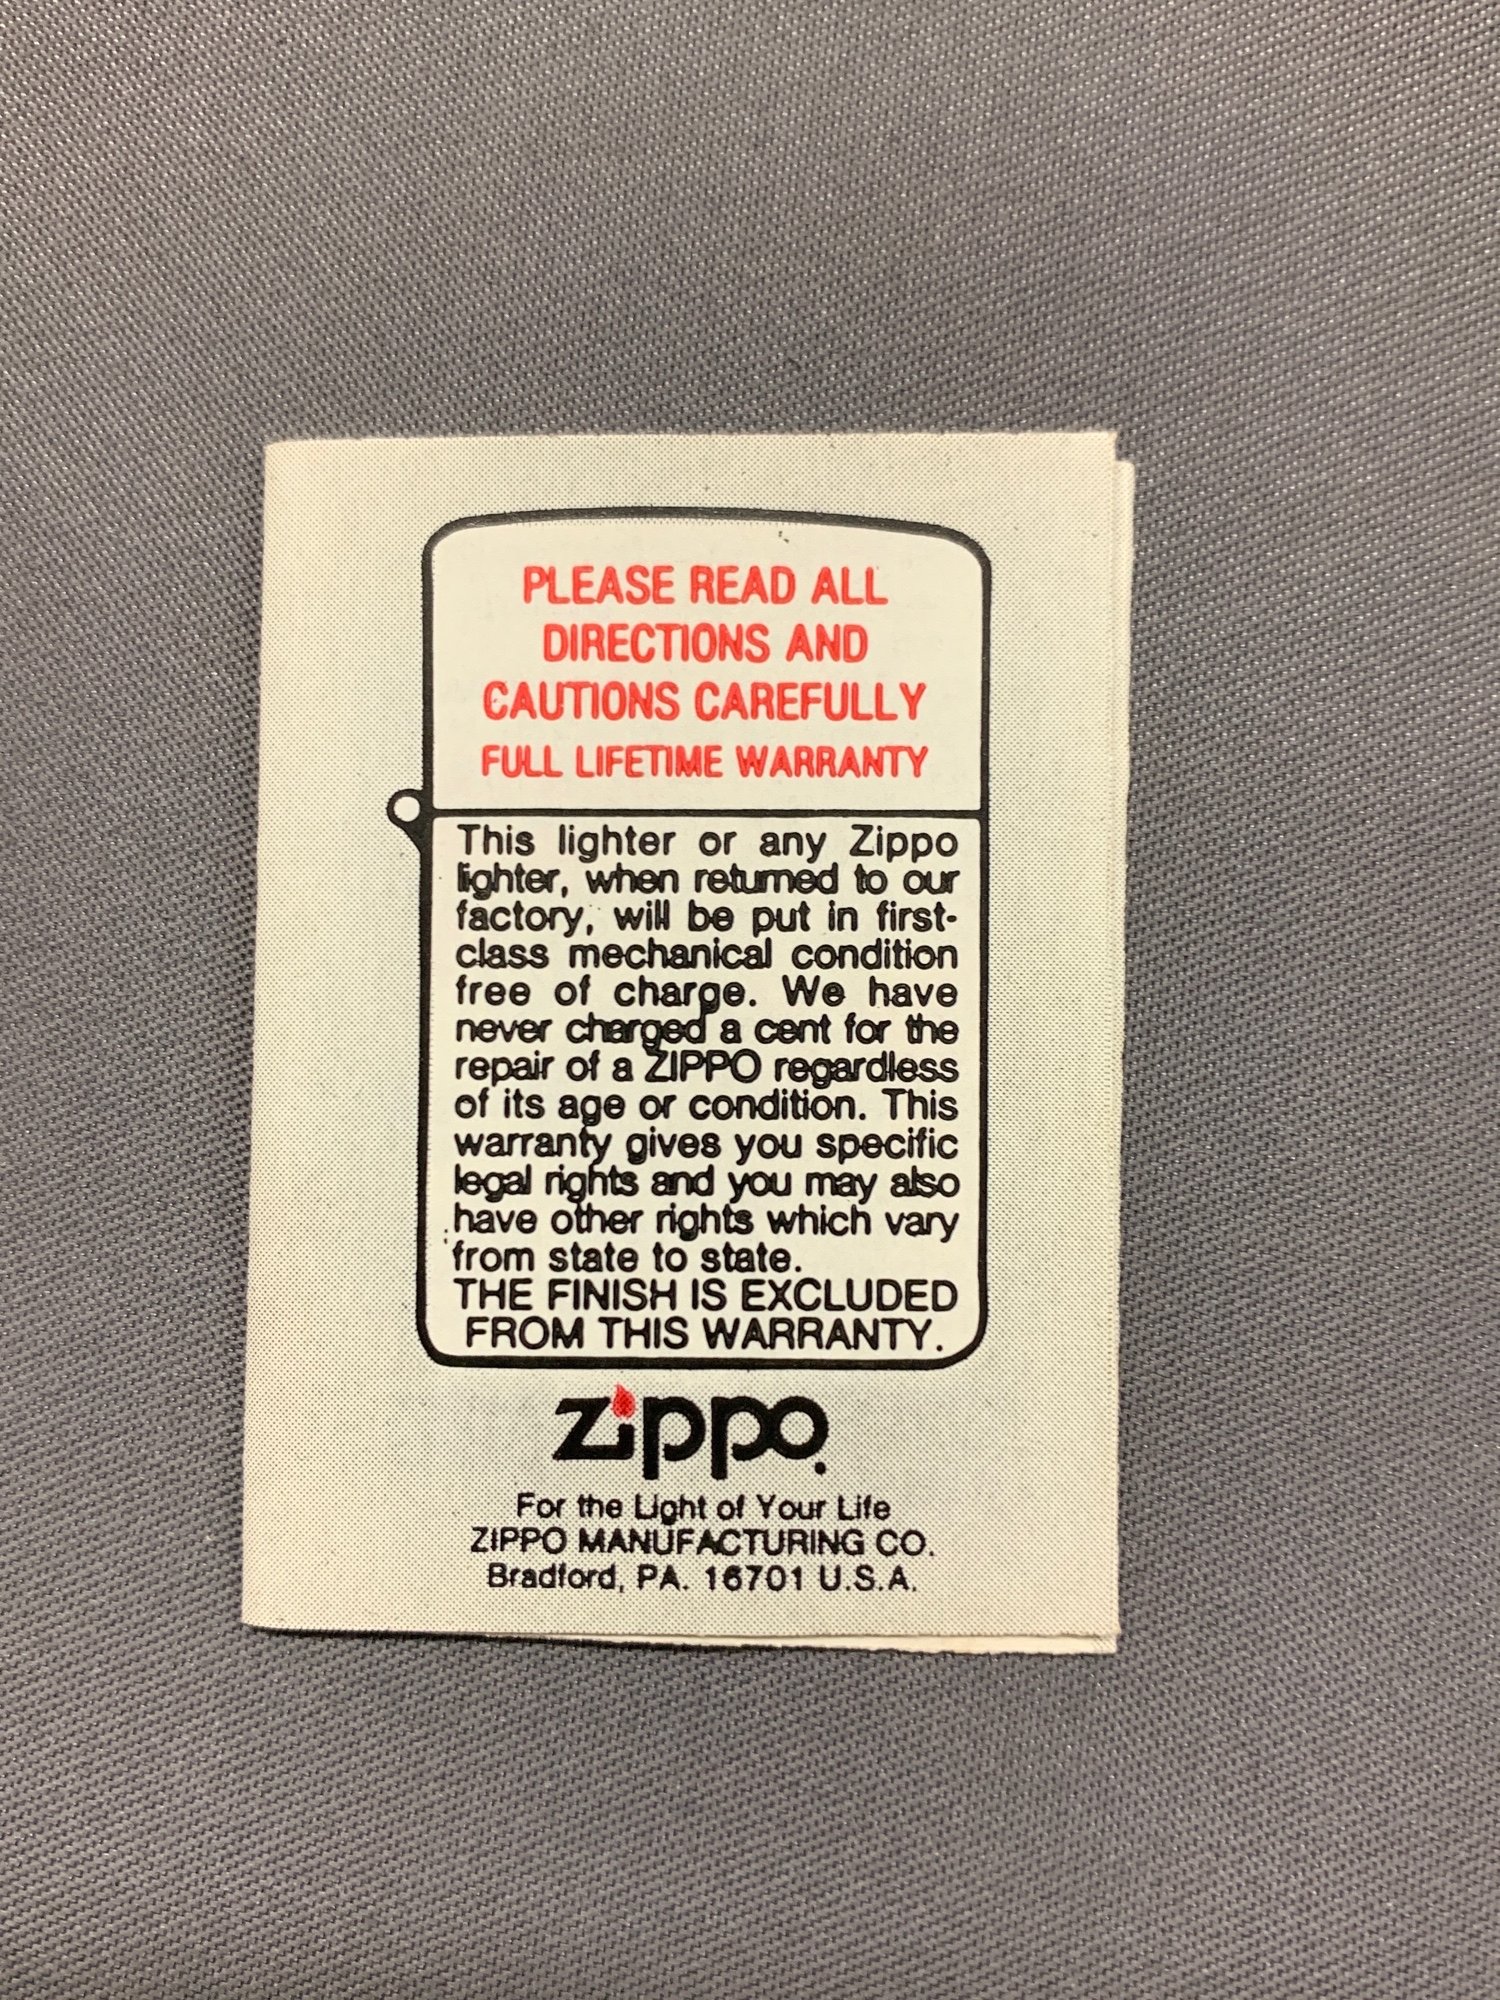 PLEASE READ ALL
DIRECTIONS AND
CAUTIONS CAREFULLY
FULL LIFETIME WARRANTY
This lighter or any Zippo
lighter, when returned to our
factory, will be put in first-
class mechanical condition
free of charge. We have
never charged a cent for the
repair of a ZIPPO regardless
of its age or condition. This
warranty gives you specific
legal rights and you may also
have other rights which vary
from state to state.
THE FINISH IS EXCLUDED
FROM THIS WARRANTY.
Zippo.
For the Light of Your Life
ZIPPO MANUFACTURING CO.
Bradford, PA. 16701 U.S.A.